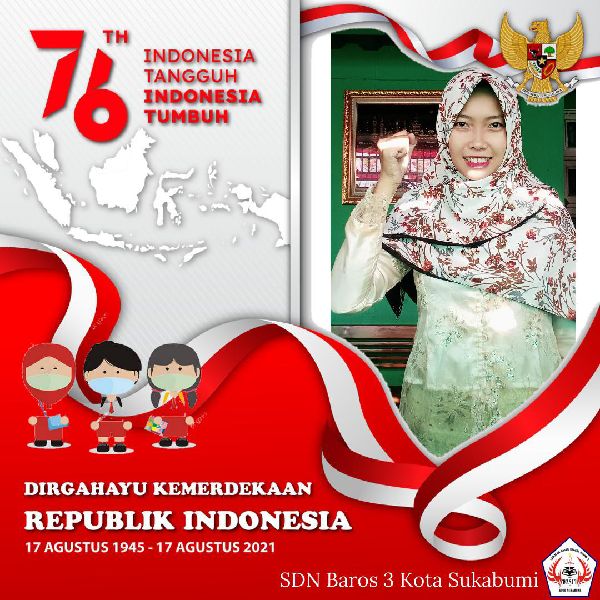 76TH
INDONESIA
TANGGUH
INDONESIA
TUMBUH
DIRGAHAYU KEMERDEKAAN
REPUBLIK INDONESIA
17 AGUSTUS 1945 - 17 AGUSTUS 2021
SDN Baros 3 Kota Sukabumi